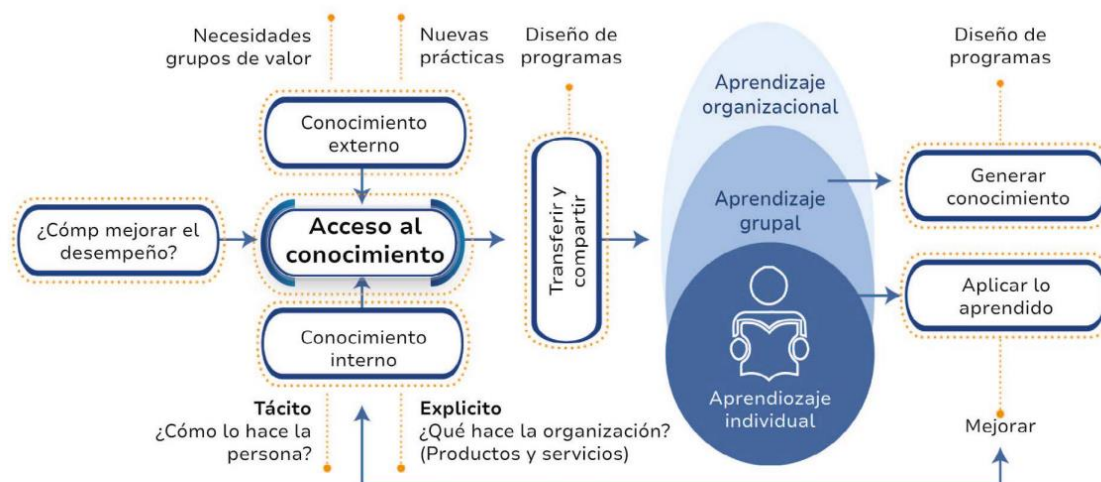 Necesidades
grupos de valor
Nuevas
prácticas
Diseño de
programas
Conocimiento
externo
¿Cómp mejorar el
desempeño?
Acceso al
conocimiento
Conocimiento
interno
Tácito
¿Cómo lo hace la
persona?
Explicito
¿Qué hace la organización?
(Productos y servicios)
Transferir y
compartir
Aprendizaje
organizacional
Aprendizaje
grupal
Aprendiozaje
individual
Diseño de
programas
Generar
conocimiento
Aplicar lo
aprendido
Mejorar